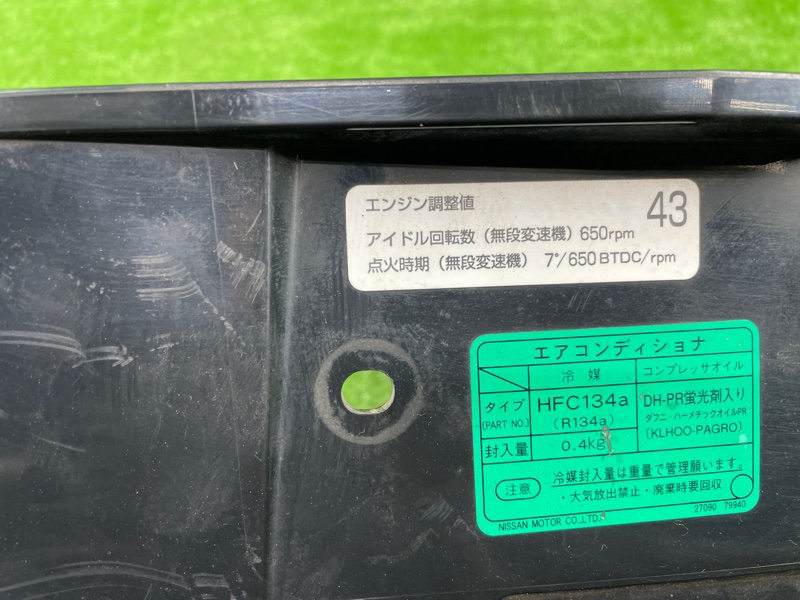 エンジン調整値
43
アイドル回転数(無段変速機)650rpm
点火時期(無段変速機) 7°/650 BTDC/rpm
エアコンディショナ
冷媒 コンプレッサオイル
タイプ HFC134a DH-PR蛍光剤入り
(PART NO.) (R134a) ダフニ・ハーメチックオイルPR
(KLHOO-PAGRO)
封入量 0.4kg
注意 冷媒封入量は重量で管理願います。
・大気放出禁止・廃棄時要回収
NISSAN MOTOR CO.,LTD. 27090 79940